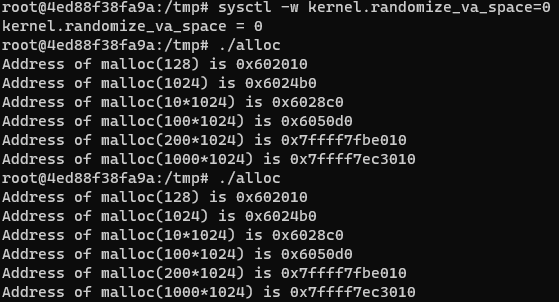 root@4ed88f38fa9a:/tmp# sysctl -w kernel.randomize_va_space=0
kernel.randomize_va_space = 0
root@4ed88f38fa9a:/tmp# ./alloc
Address of malloc(128) is 0x602010
Address of malloc(1024) is 0x6024b0
Address of malloc(10*1024) is 0x6028c0
Address of malloc(100*1024) is 0x6050d0
Address of malloc(200*1024) is 0x7ffff7fbe010
Address of malloc(1000*1024) is 0x7ffff7ec3010
root@4ed88f38fa9a:/tmp# ./alloc
Address of malloc(128) is 0x602010
Address of malloc(1024) is 0x6024b0
Address of malloc(10*1024) is 0x6028c0
Address of malloc(100*1024) is 0x6050d0
Address of malloc(200*1024) is 0x7ffff7fbe010
Address of malloc(1000*1024) is 0x7ffff7ec3010